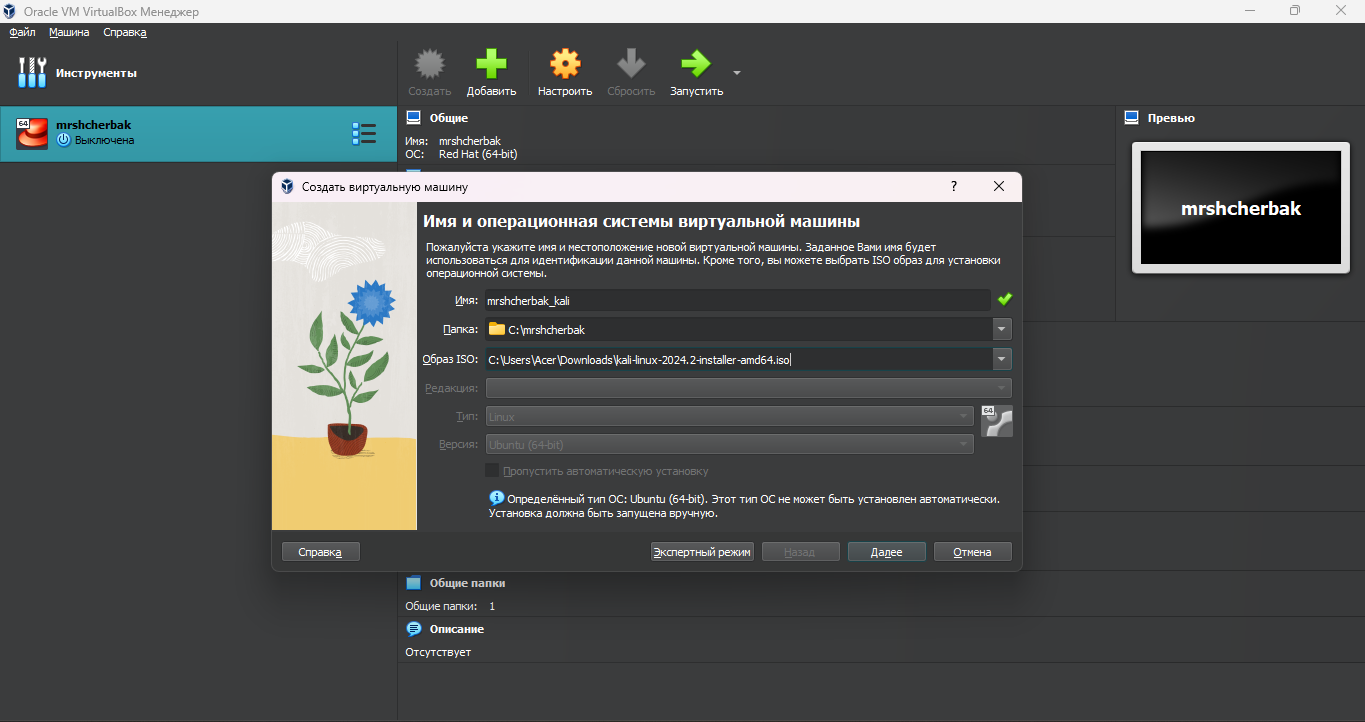 Oracle VM VirtualBox Менеджер
Файл Машина Справка
Инструменты
Создать Добавить Настроить Сбросить Запустить
64
mrshcherbak
Выключена
Общие
Имя: mrshcherbak
ОС: Red Hat (64-bit)
Превью
mrshcherbak
Создать виртуальную машину
?
Имя и операционная системы виртуальной машины
Пожалуйста укажите имя и местоположение новой виртуальной машины. Заданное Вами имя будет
использоваться для идентификации данной машины. Кроме того, вы можете выбрать ISO образ для установки
операционной системы.
Имя: mrshcherbak_kali
Папка: C:\mrshcherbak
Образ ISO: C:\Users\Acer\Downloads\kali-linux-2024.2-installer-amd64.iso
Редакция:
Тип: Linux
64
Версия: Ubuntu (64-bit)
Пропустить автоматическую установку
Определённый тип ОС: Ubuntu (64-bit). Этот тип ОС не может быть установлен автоматически.
Установка должна быть запущена вручную.
Справка Экспертный режим Назад Далее Отмена
Общие папки
Общие папки: 1
Описание
Отсутствует